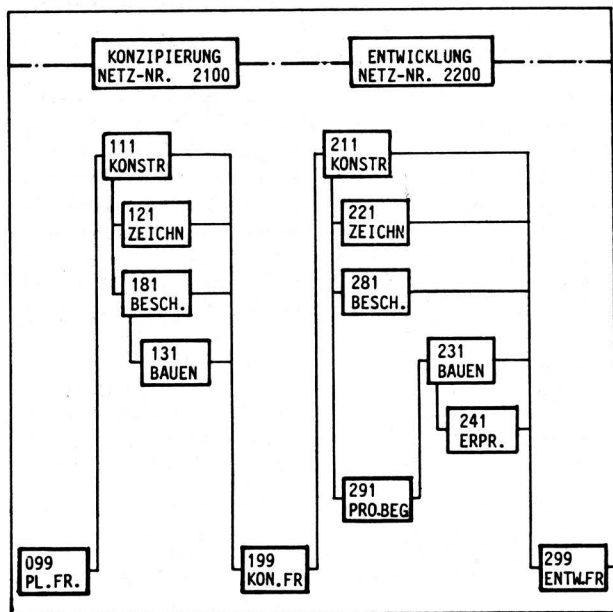 KONZIPIERUNG
NETZ-NR. 2100
ENTWICKLUNG
NETZ-NR. 2200
111
KONSTR
121
ZEICHN
181
BESCH.
131
BAUEN
099
PL.FR.
199
KON.FR
211
KONSTR
221
ZEICHN
281
BESCH.
231
BAUEN
241
ERPR.
291
PRO.BEG
299
ENTW.FR